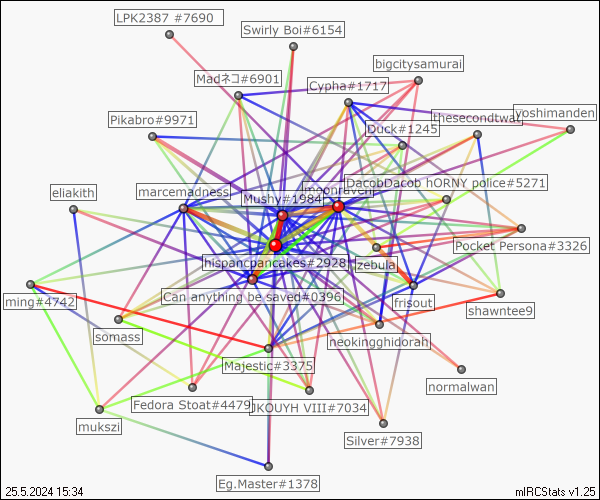 LPK2387 #7690
Swirly Boi#6154
bigcitysamurai
Madネコ#6901
Cypha#1717
thesecondtway
yoshimanden
Pikabro#9971
Duck#1245
DacobDacob hORNY police#5271
eliakith
marcemadness
Mushy#1984
moonraven
Pocket Persona#3326
hispancpancakes#2928
zebula
ming#4742
Can anything be saved#0396
frisout
shawntee9
somass
neokingghidorah
Majestic#3375
normalwan
Fedora Stoat#4479
JKOUYH VIII#7034
mukszi
Silver#7938
Eg.Master#1378
25.5.2024 15:34
mIRCStats v1.25